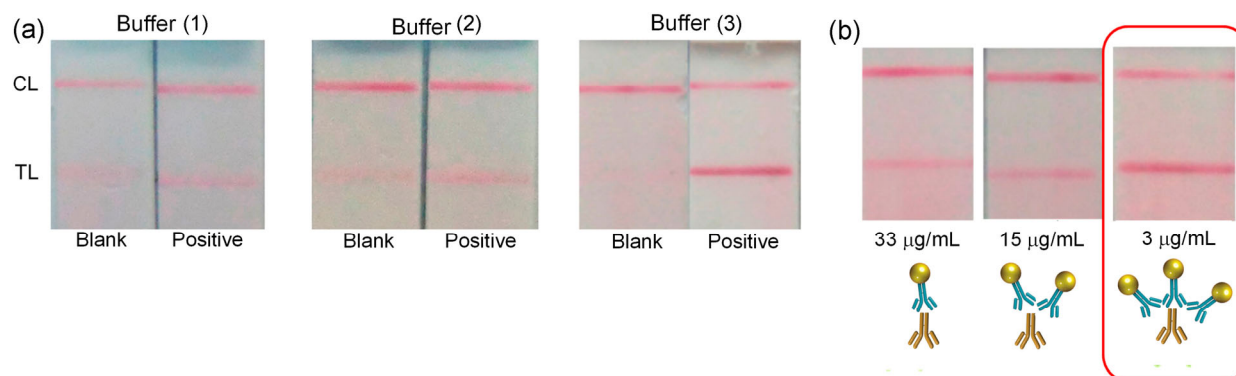 (a)
Buffer (1)
Buffer (2)
Buffer (3)
CL
TL
Blank Positive
Blank Positive
Blank Positive
(b)
33 μg/mL
15 μg/mL
3 μg/mL